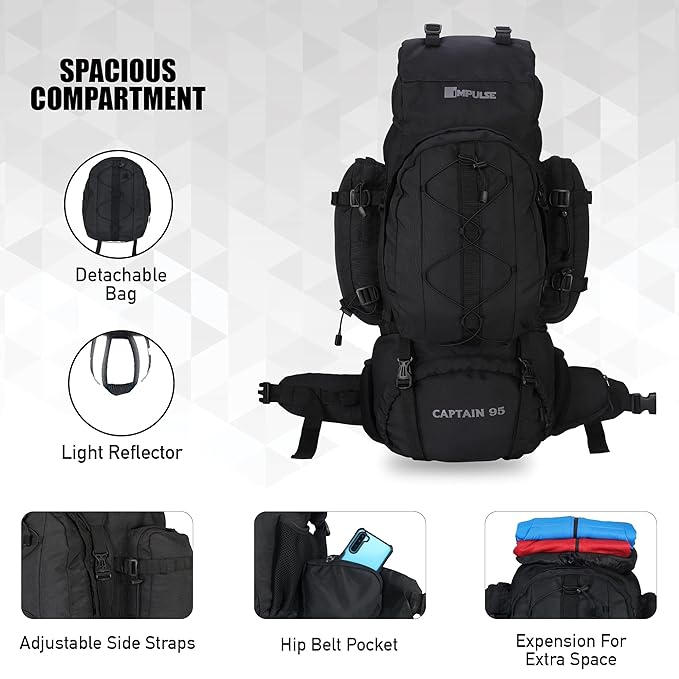 SPACIOUS
COMPARTMENT
IMPULSE
Detachable
Bag
Light Reflector
CAPTAIN 95
Adjustable Side Straps
Hip Belt Pocket
Expension For
Extra Space